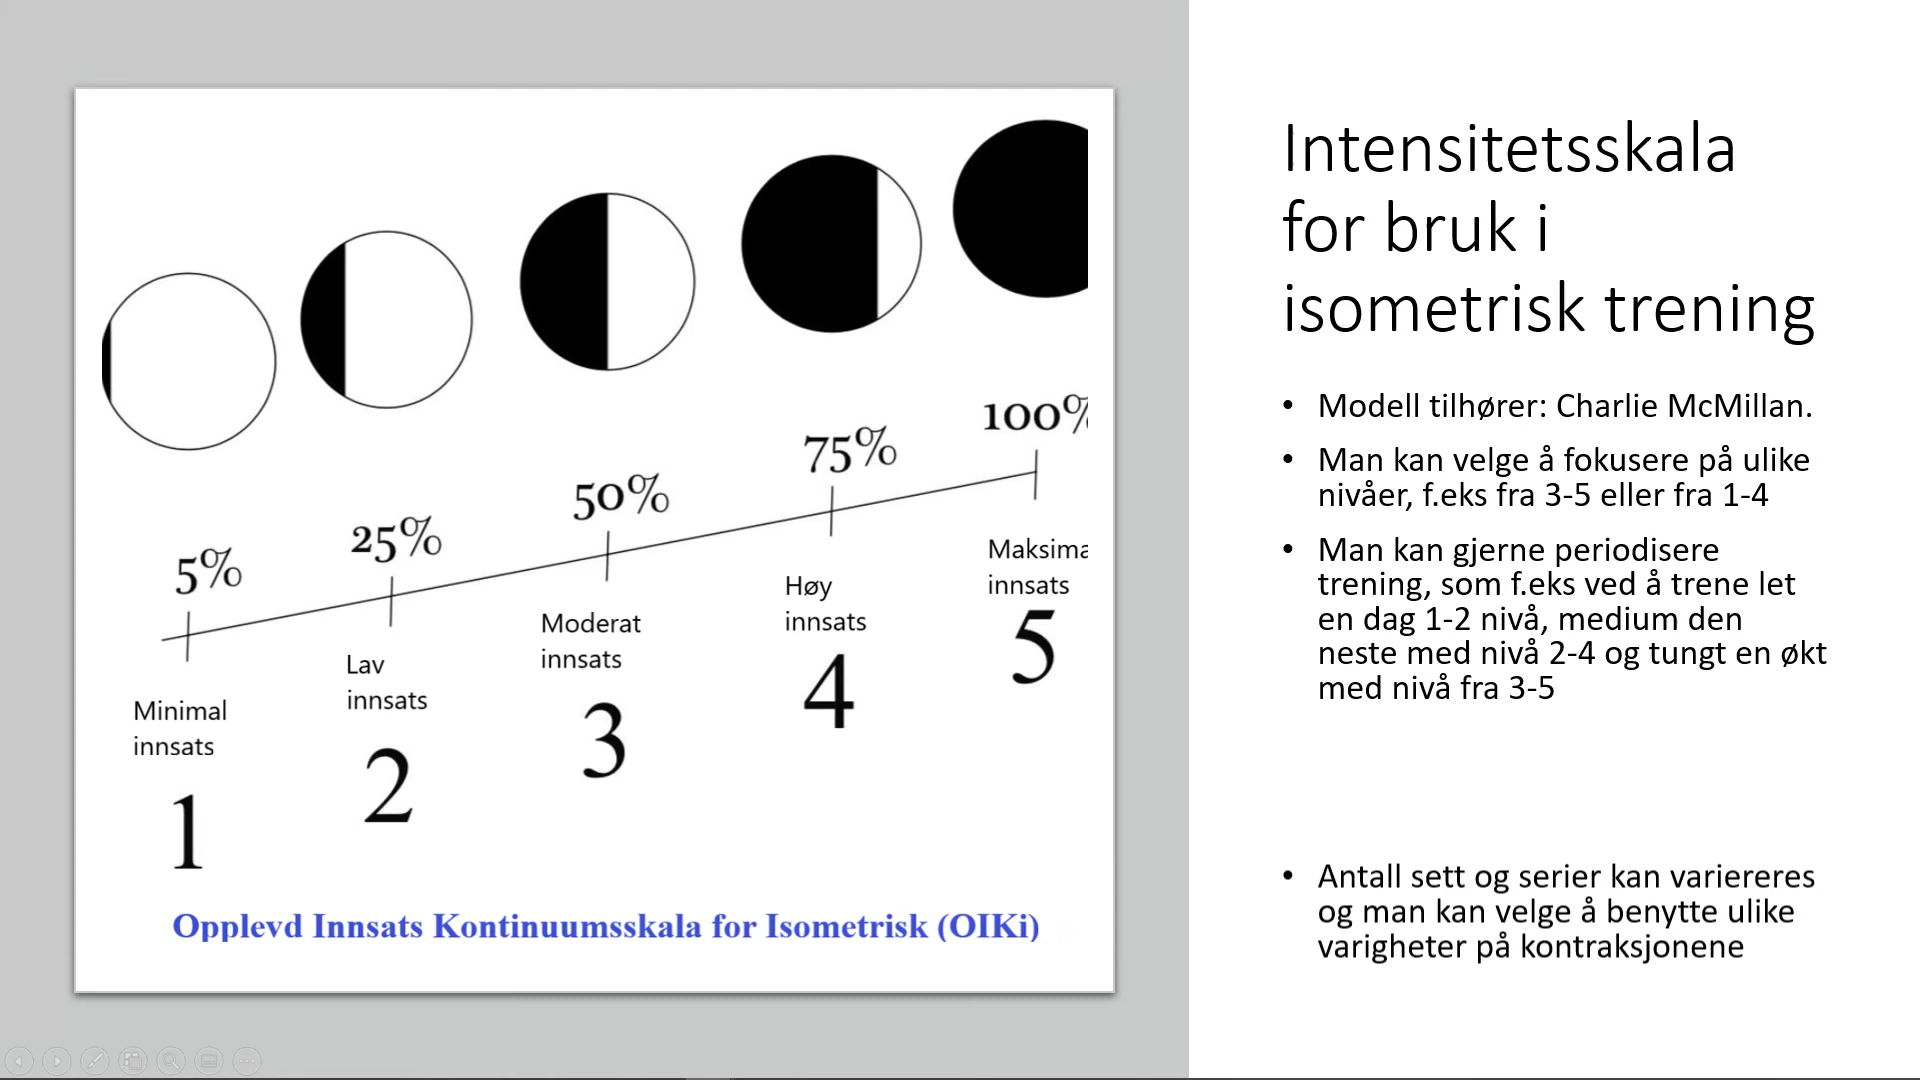 5%
25%
50%
75%
100%
Minimal
innsats
1
Lav
innsats
2
Moderat
innsats
3
Høy
innsats
4
Maksima
innsats
5
Opplevd Innsats Kontinuumsskala for Isometrisk (OIKi)
Intensitetsskala
for bruk i
isometrisk trening
• Modell tilhører: Charlie McMillan.
• Man kan velge å fokusere på ulike
nivåer, f.eks fra 3-5 eller fra 1-4
• Man kan gjerne periodisere
trening, som f.eks ved å trene let
en dag 1-2 nivå, medium den
neste med nivå 2-4 og tungt en økt
med nivå fra 3-5
• Antall sett og serier kan variereres
og man kan velge å benytte ulike
varigheter på kontraksjonene